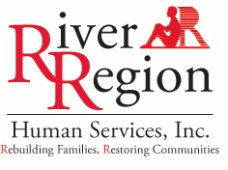 River
Region
Human Services, Inc.
Rebuilding Families, Restoring Communities